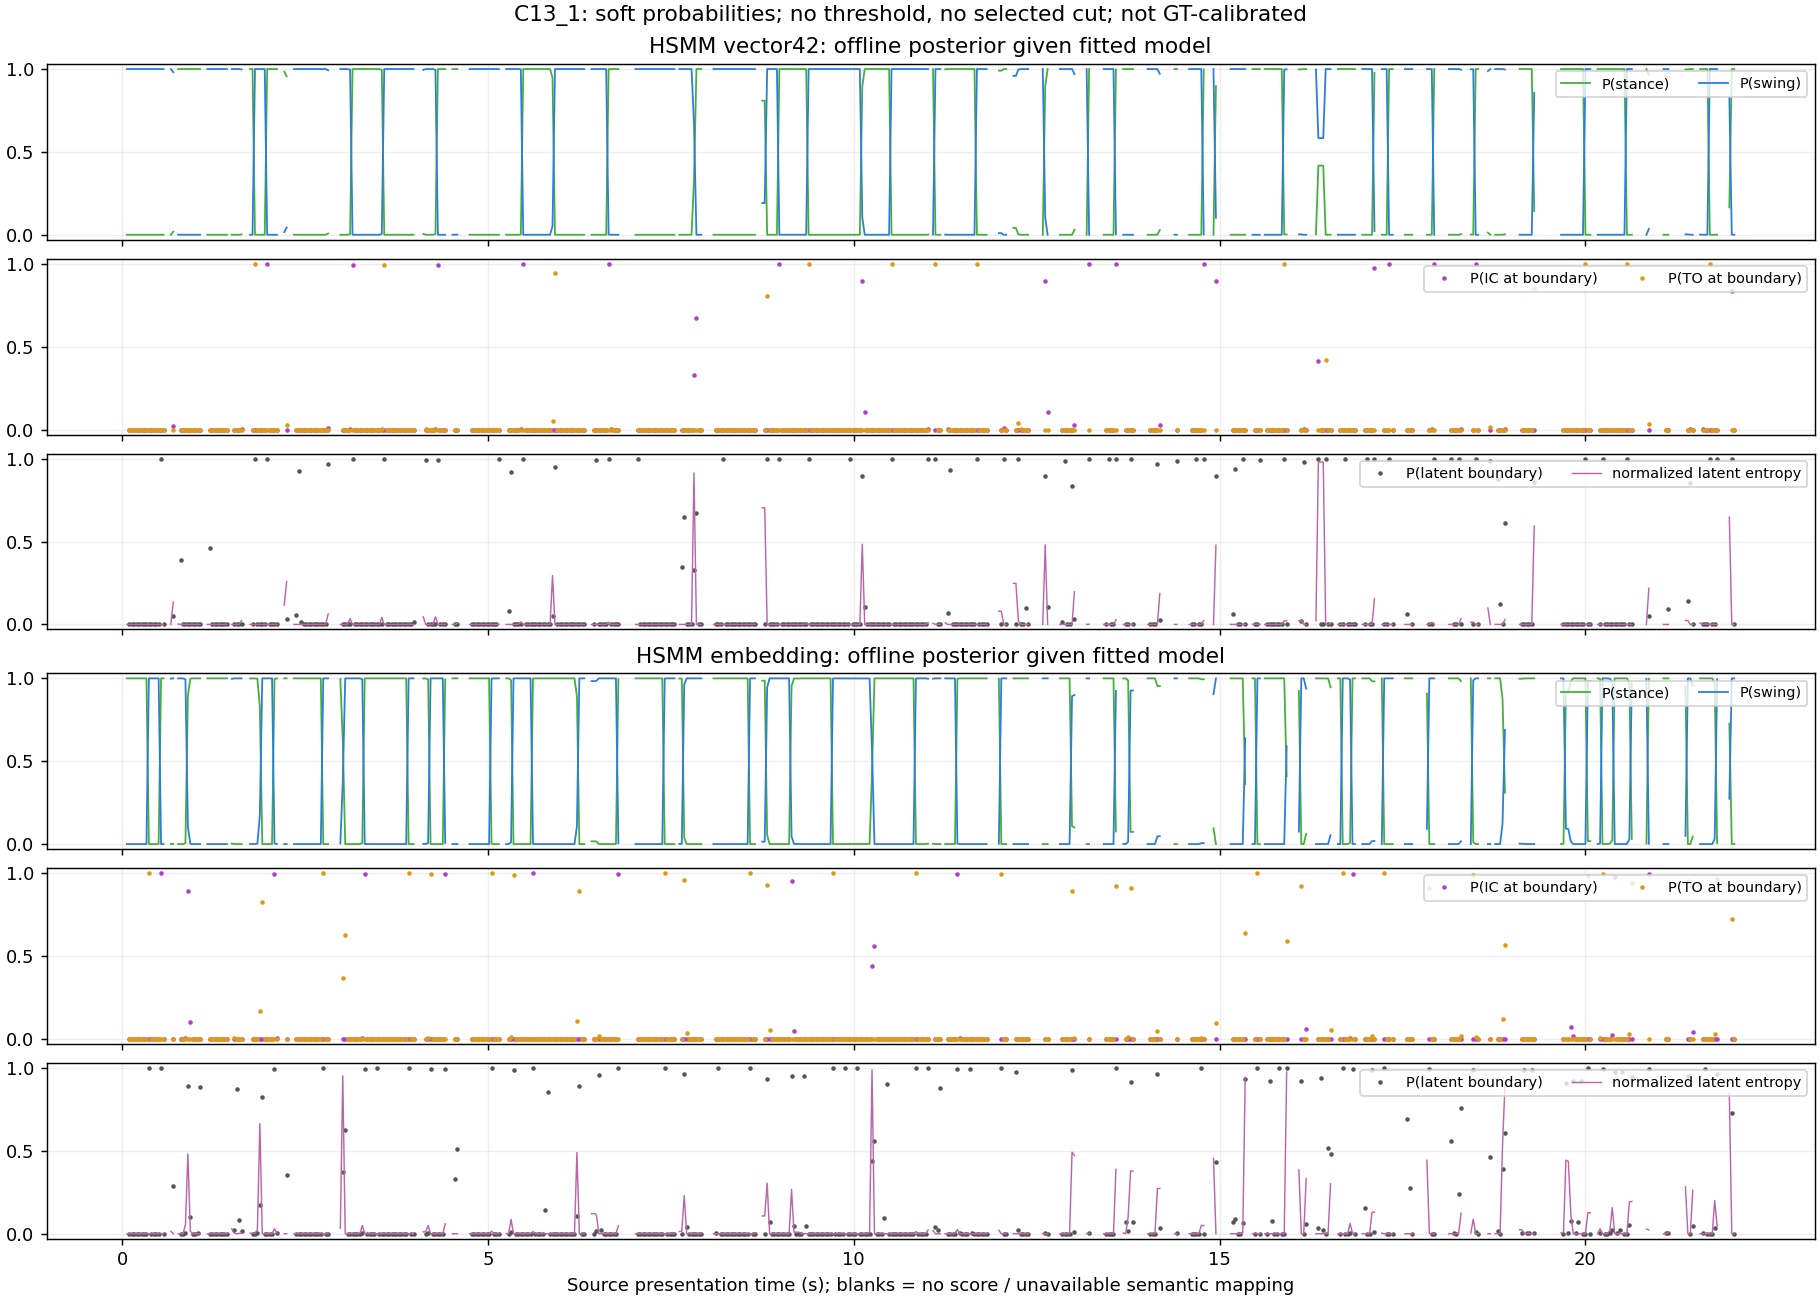 C13_1: soft probabilities; no threshold, no selected cut; not GT-calibrated
HSMM vector42: offline posterior given fitted model
1.0
0.5
0.0
P(stance) P(swing)
1.0
0.5
0.0
P(IC at boundary) P(TO at boundary)
1.0
0.5
0.0
P(latent boundary) normalized latent entropy
HSMM embedding: offline posterior given fitted model
1.0
0.5
0.0
P(stance) P(swing)
1.0
0.5
0.0
P(IC at boundary) P(TO at boundary)
1.0
0.5
0.0
P(latent boundary) normalized latent entropy
0 5 10 15 20
Source presentation time (s); blanks = no score / unavailable semantic mapping